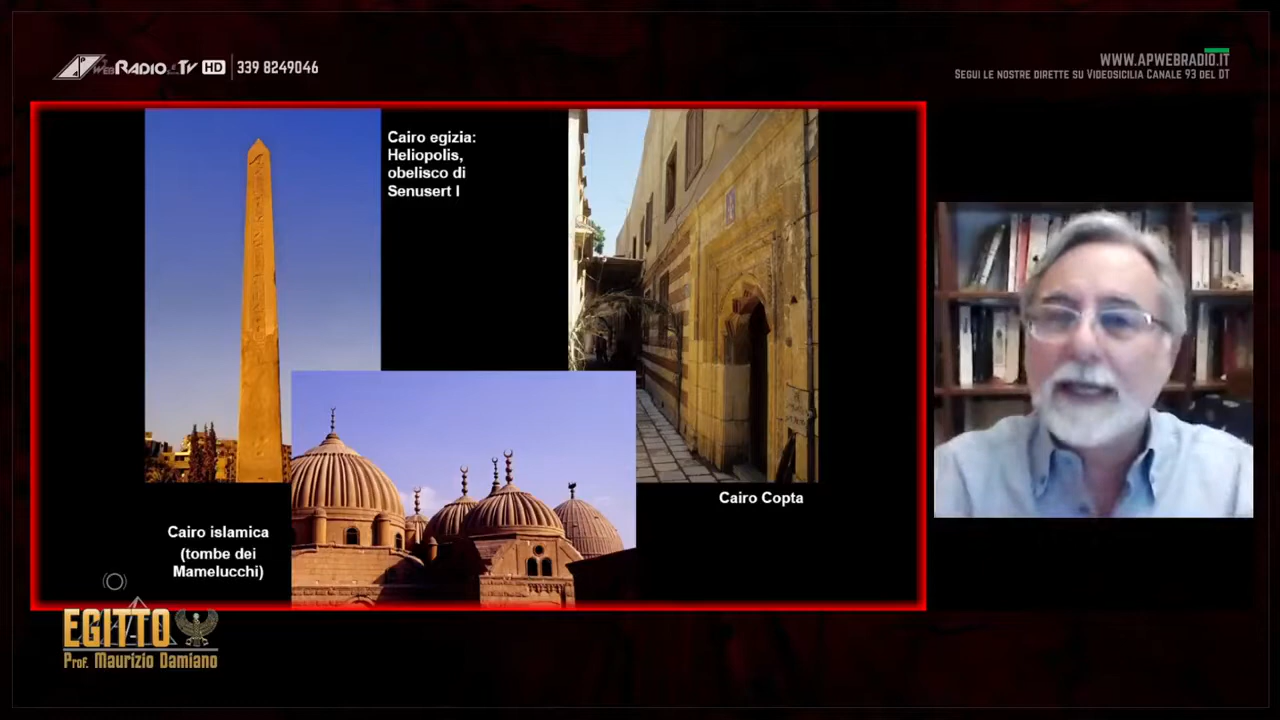 WEB RADIO E TV HD 339 8249046
WWW.APWEBRADIO.IT
SEGUI LE NOSTRE DIRETTE SU VIDEOSICILIA CANALE 93 DEL DT
Cairo egizia:
Heliopolis,
obelisco di
Senusert I
Cairo Copta
Cairo islamica
(tombe dei
Mamelucchi)
EGITTO
Prof. Maurizio Damiano